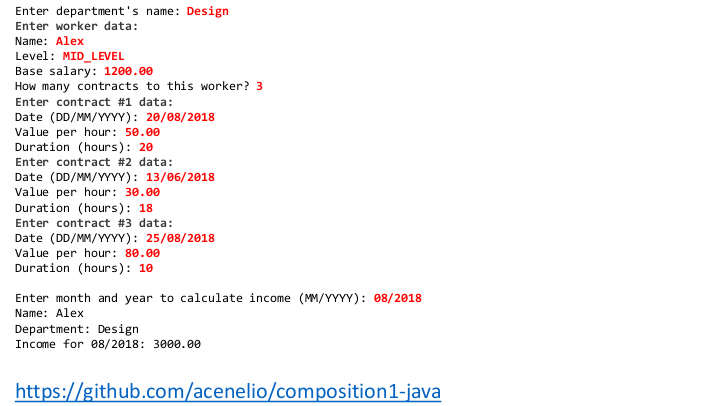 Enter department's name: Design
Enter worker data:
Name: Alex
Level: MID_LEVEL
Base salary: 1200.00
How many contracts to this worker? 3
Enter contract #1 data:
Date (DD/MM/YYYY): 20/08/2018
Value per hour: 50.00
Duration (hours): 20
Enter contract #2 data:
Date (DD/MM/YYYY): 13/06/2018
Value per hour: 30.00
Duration (hours): 18
Enter contract #3 data:
Date (DD/MM/YYYY): 25/08/2018
Value per hour: 80.00
Duration (hours): 10
Enter month and year to calculate income (MM/YYYY): 08/2018
Name: Alex
Department: Design
Income for 08/2018: 3000.00
https://github.com/acenelio/composition1-java